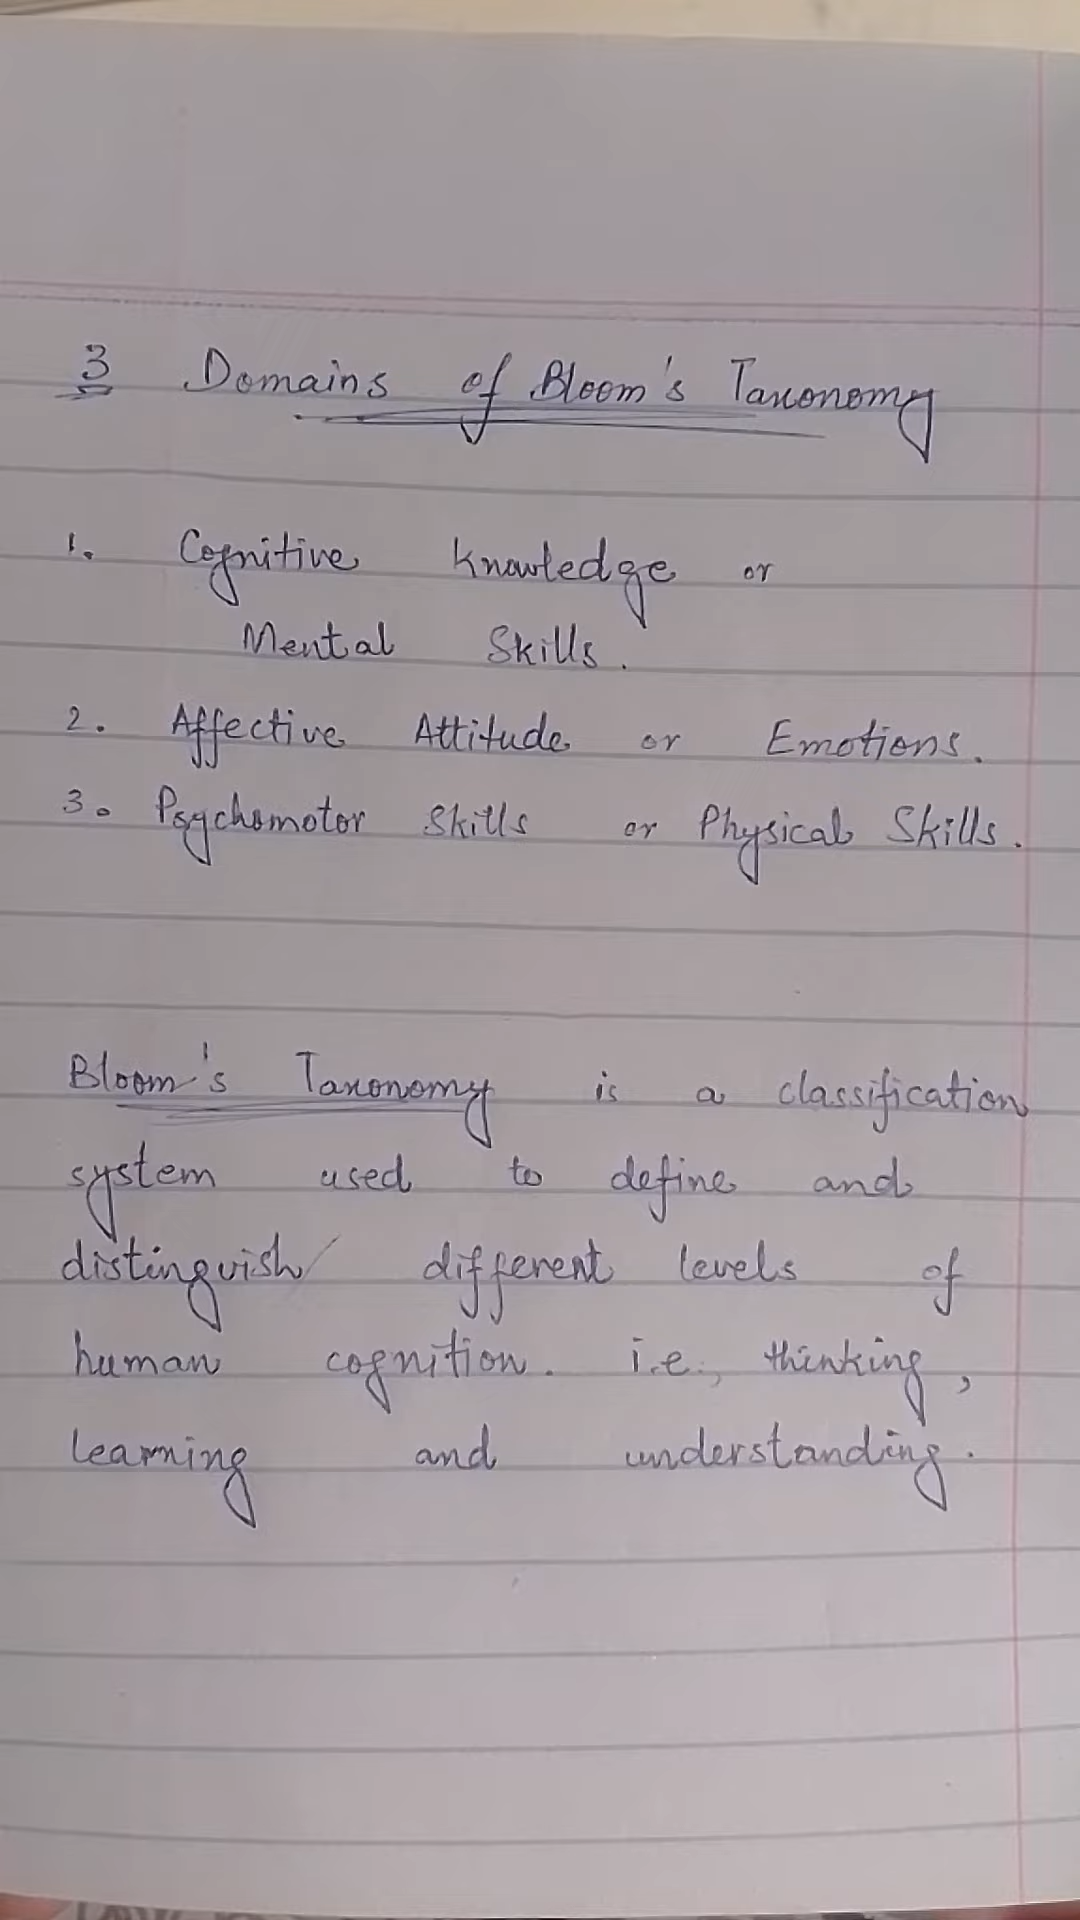 3 Domains of Bloom's Taxonomy
1. Cognitive Knowledge or
Mental Skills.
2. Affective Attitude or Emotions.
3. Psychomotor Skills or Physical Skills.
Bloom's Taxonomy is a classification
system used to define and
distinguish different levels of
human cognition. i.e., thinking,
learning and understanding.